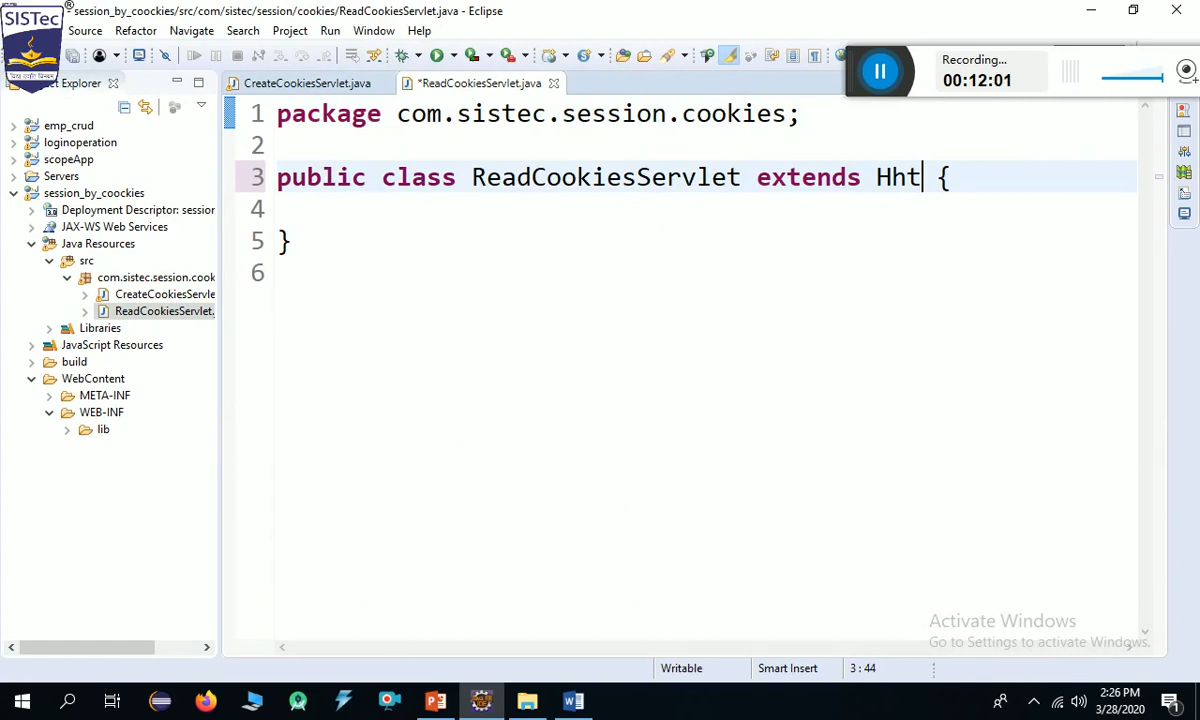 SISTec
session_by_coockies/src/com/sistec/session/cookies/ReadCookiesServlet.java - Eclipse
Source Refactor Navigate Search Project Run Window Help
Recording...
00:12:01
Explorer
CreateCookiesServlet.java
*ReadCookiesServlet.java
emp_crud
loginoperation
scopeApp
Servers
session_by_coockies
Deployment Descriptor: session
JAX-WS Web Services
Java Resources
src
com.sistec.session.cook
CreateCookiesServle
ReadCookiesServlet.
Libraries
JavaScript Resources
build
WebContent
META-INF
WEB-INF
lib
1 package com.sistec.session.cookies;
2
3 public class ReadCookiesServlet extends Hht {
4
5 }
6
Activate Windows
Go to Settings to activate Windows.
Writable Smart Insert 3 : 44
2:26 PM
3/28/2020
1